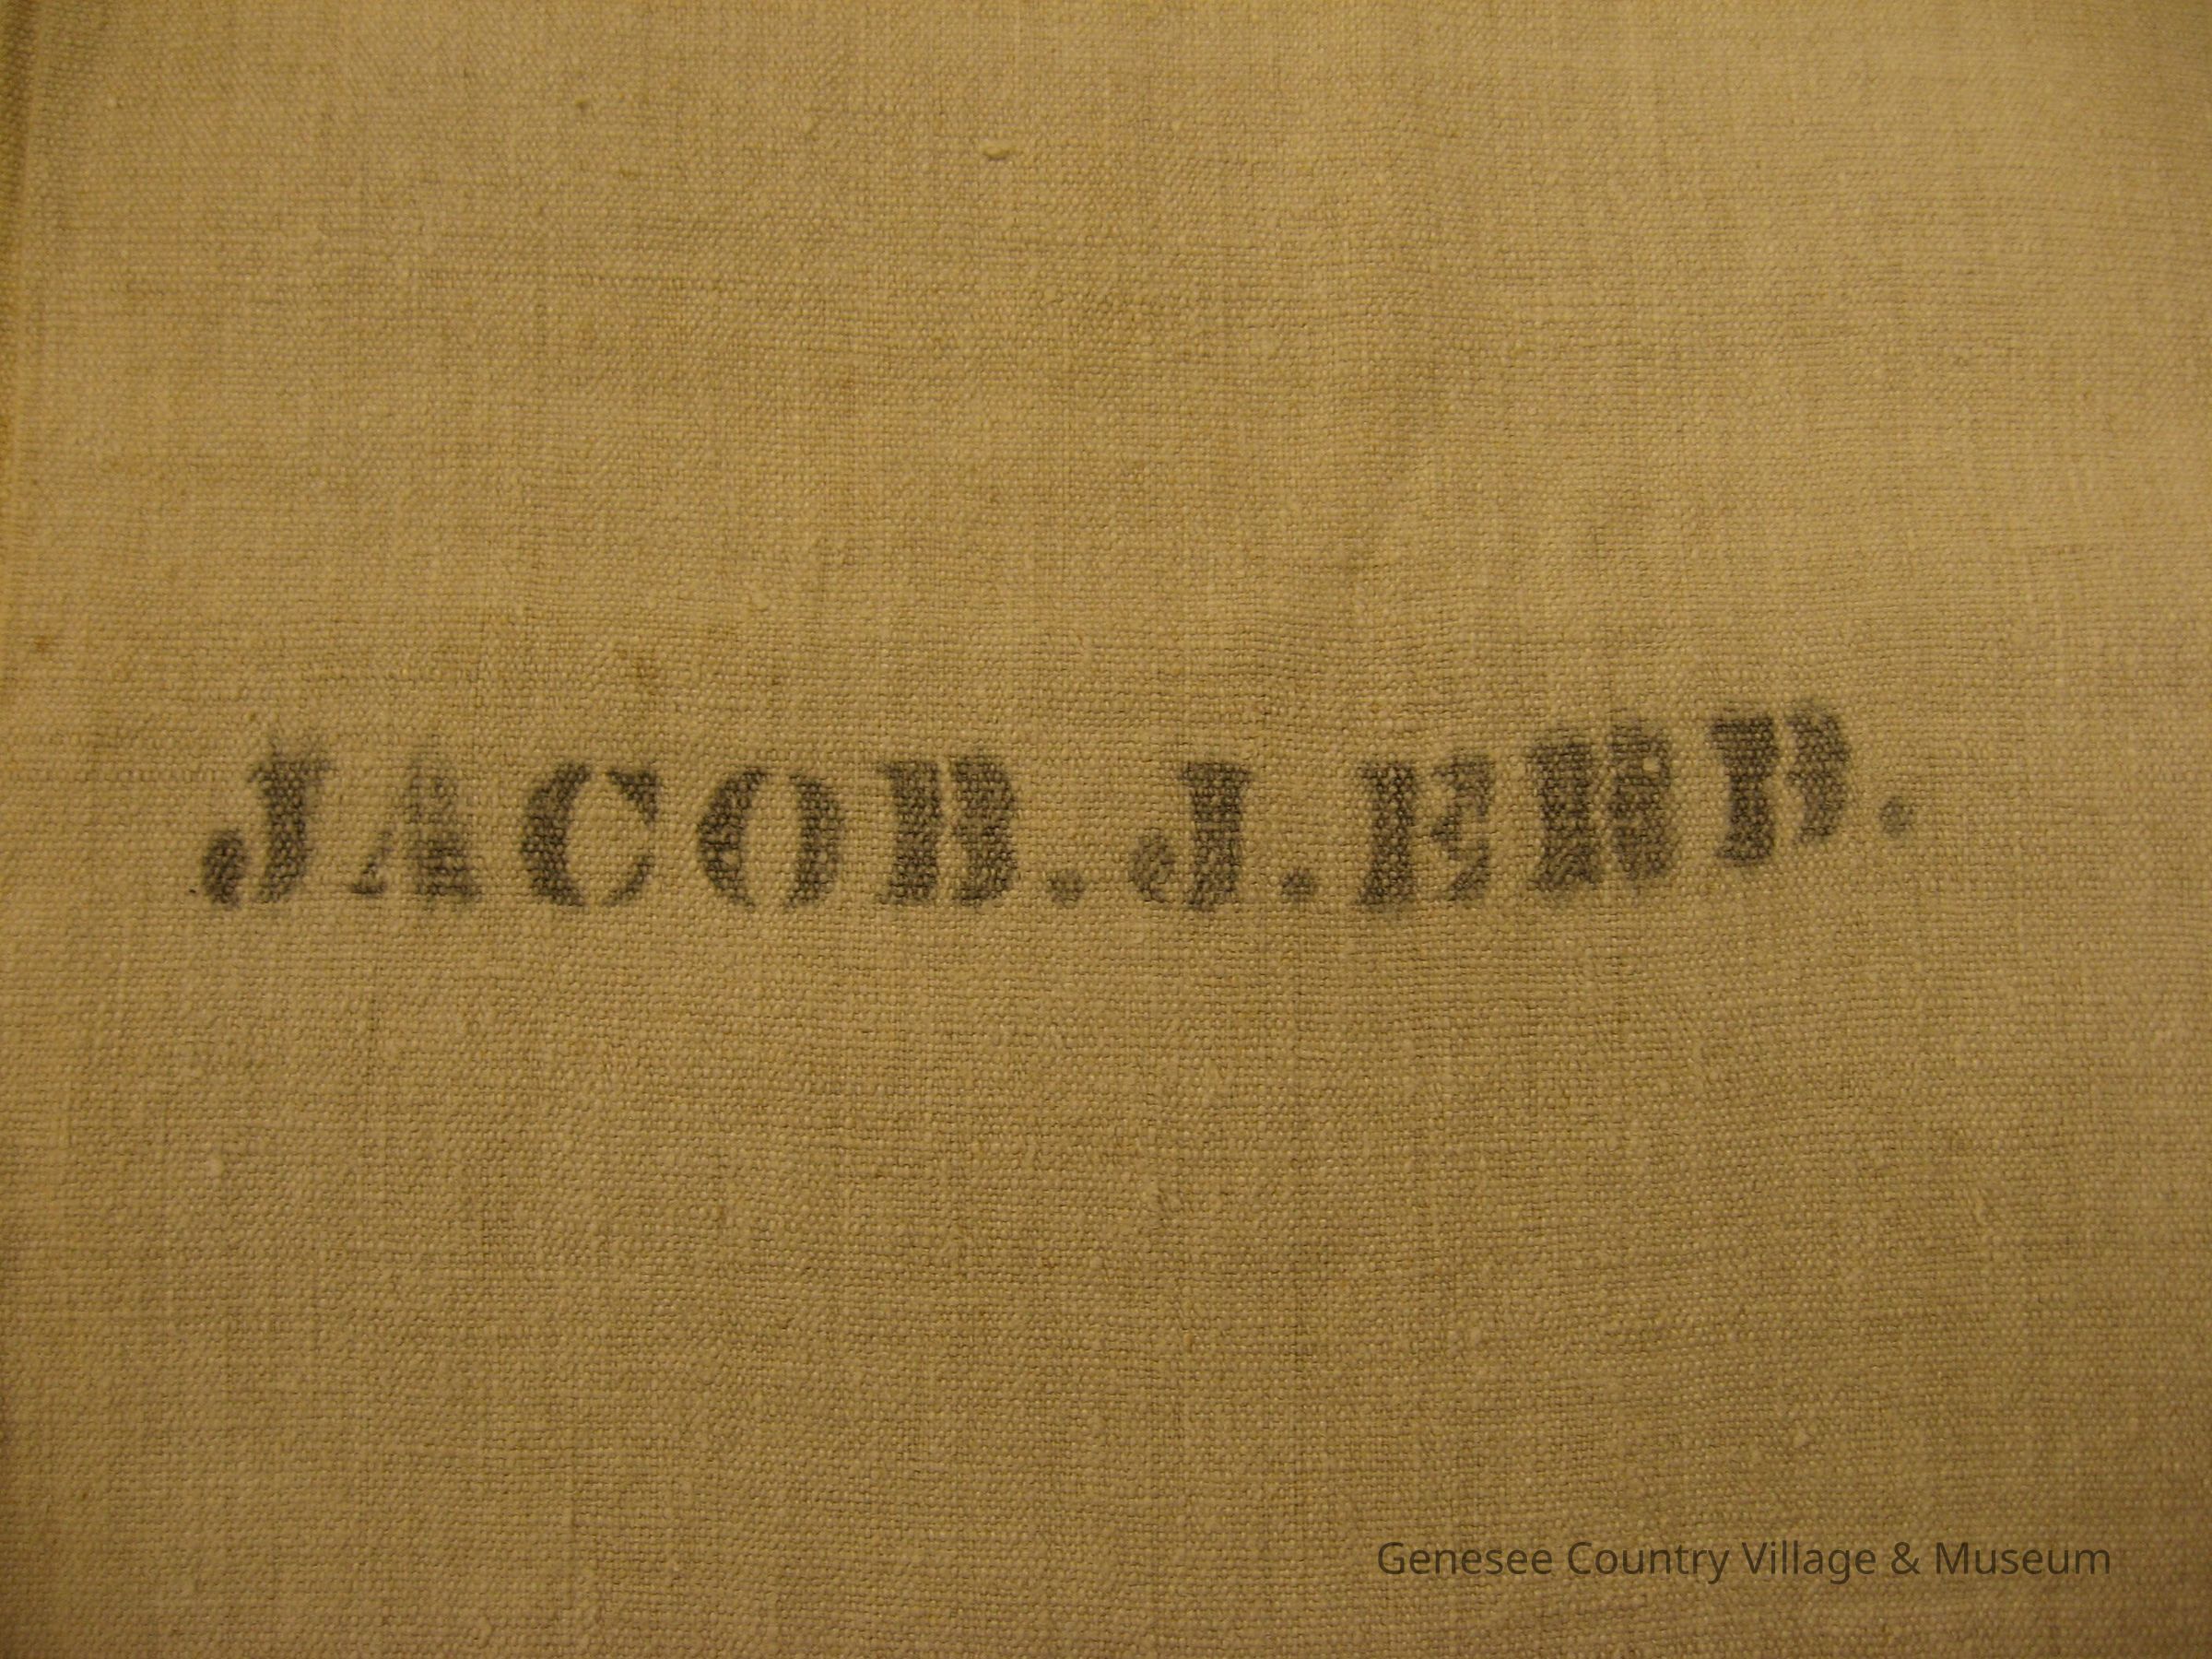 JACOB. J. ERB.
Genesee Country Village & Museum